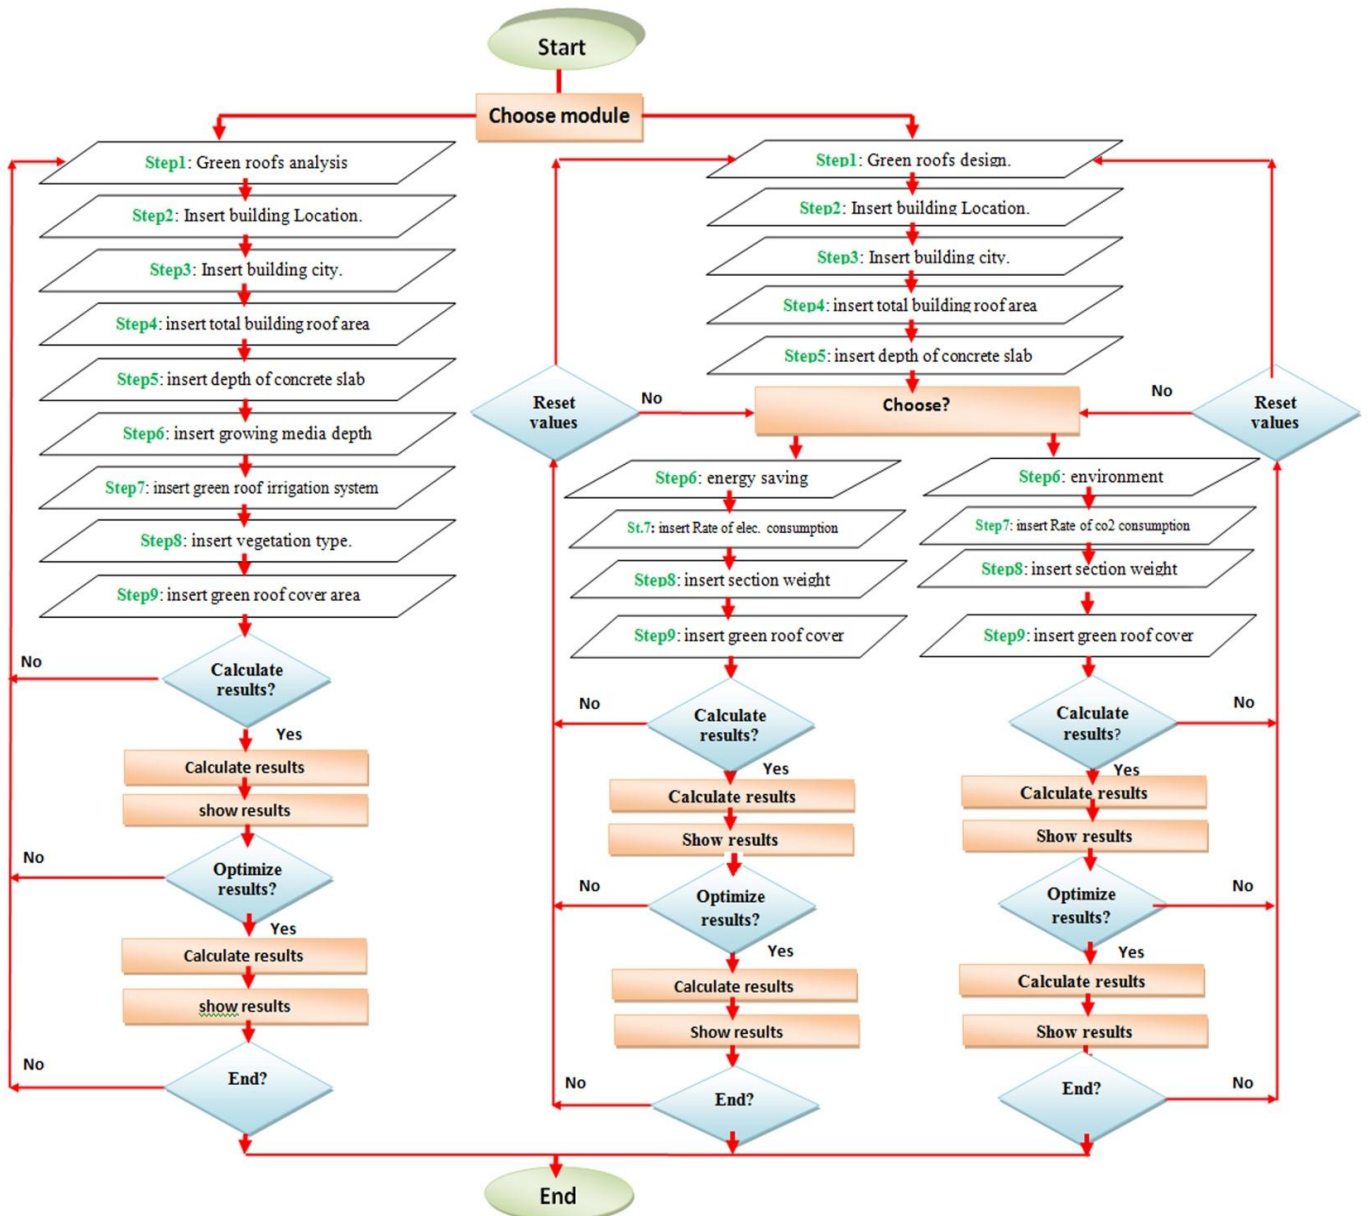 Start
Choose module
Step1: Green roofs analysis
Step2: Insert building Location.
Step3: Insert building city.
Step4: insert total building roof area
Step5: insert depth of concrete slab
Step6: insert growing media depth
Step7: insert green roof irrigation system
Step8: insert vegetation type.
Step9: insert green roof cover area
Calculate
results?
No
Yes
Calculate results
show results
Optimize
results?
No
Yes
Calculate results
show results
End?
No
Step1: Green roofs design.
Step2: Insert building Location.
Step3: Insert building city.
Step4: insert total building roof area
Step5: insert depth of concrete slab
Choose?
Reset
values
No
Step6: energy saving
St.7: insert Rate of elec. consumption
Step8: insert section weight
Step9: insert green roof cover
Calculate
results?
No
Yes
Calculate results
Show results
Optimize
results?
No
Yes
Calculate results
Show results
End?
No
No
Reset
values
Step6: environment
Step7: insert Rate of co2 consumption
Step8: insert section weight
Step9: insert green roof cover
Calculate
results?
No
Yes
Calculate results
Show results
Optimize
results?
No
Yes
Calculate results
Show results
End?
No
End